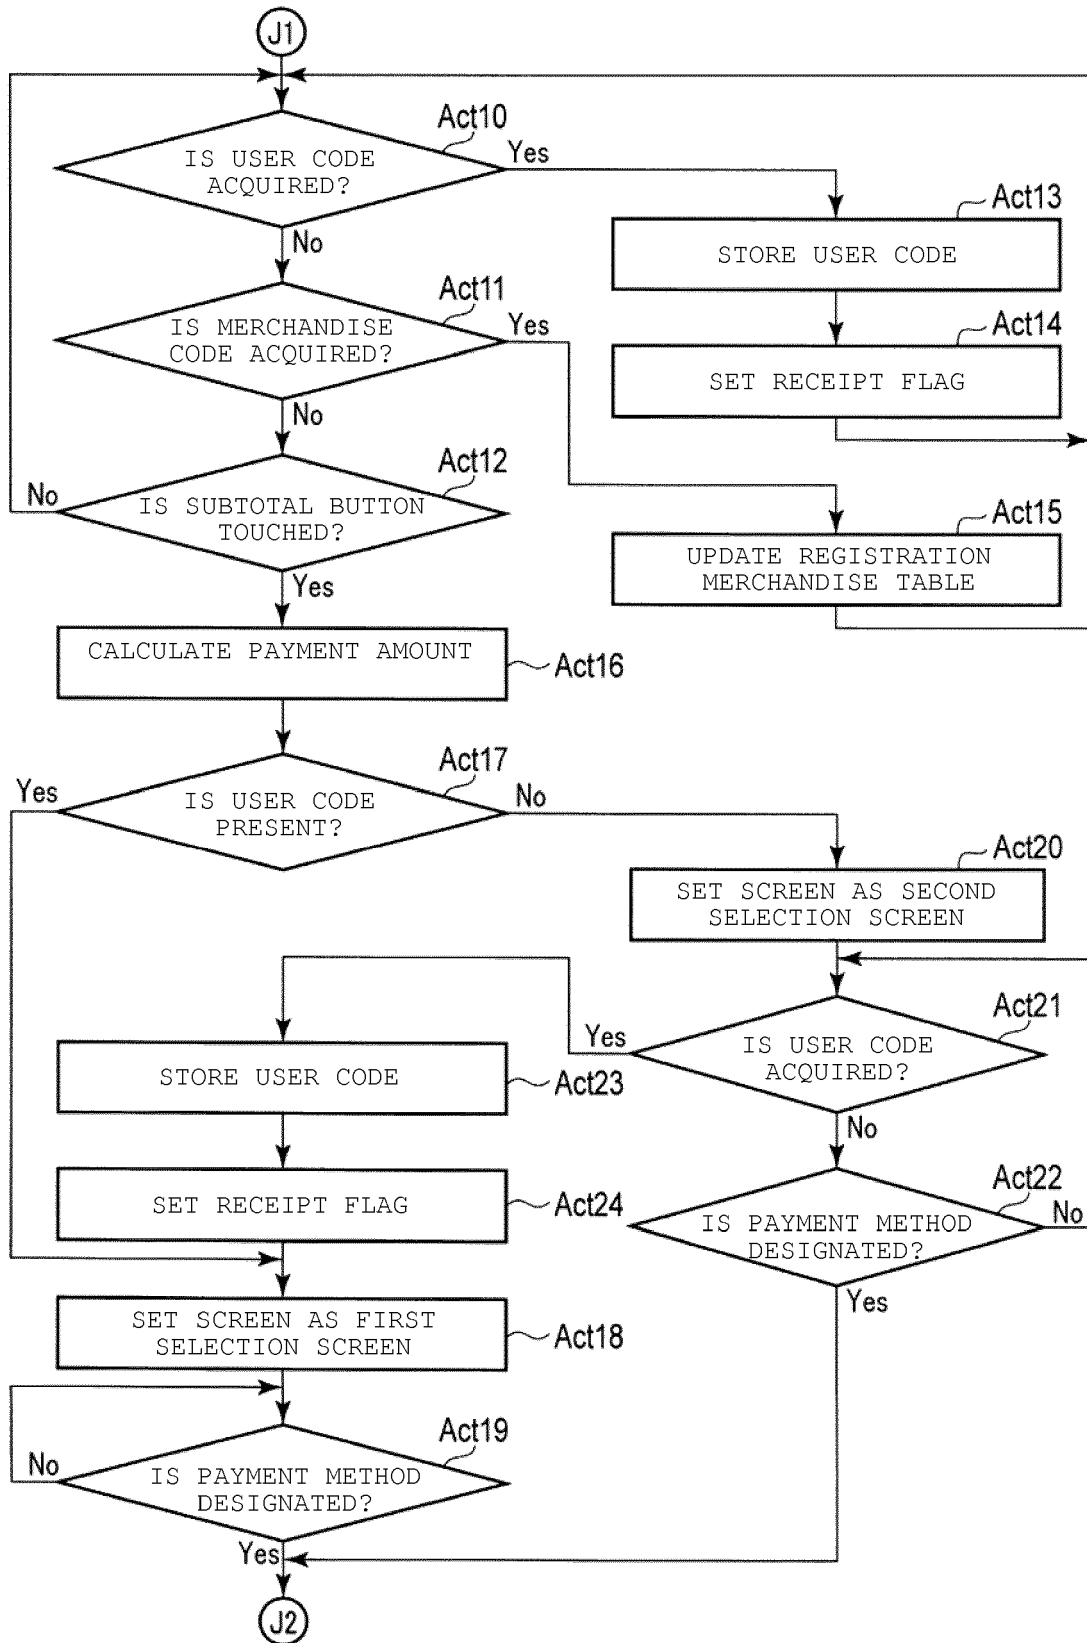 J1
Act10
IS USER CODE
ACQUIRED?
Yes
No
Act13
STORE USER CODE
Act11
IS MERCHANDISE
CODE ACQUIRED?
Yes
No
Act14
SET RECEIPT FLAG
Act12
IS SUBTOTAL BUTTON
TOUCHED?
No
Yes
Act15
UPDATE REGISTRATION
MERCHANDISE TABLE
CALCULATE PAYMENT AMOUNT
Act16
Act17
IS USER CODE
PRESENT?
Yes
No
Act20
SET SCREEN AS SECOND
SELECTION SCREEN
Act21
IS USER CODE
ACQUIRED?
Yes
No
STORE USER CODE
Act23
Act22
IS PAYMENT METHOD
DESIGNATED?
No
Yes
SET RECEIPT FLAG
Act24
SET SCREEN AS FIRST
SELECTION SCREEN
Act18
Act19
IS PAYMENT METHOD
DESIGNATED?
No
Yes
J2